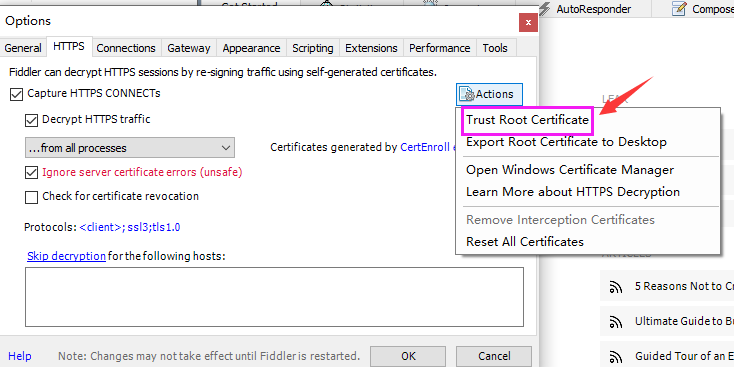 Get Started
AutoResponder
Compose
Options
x
General
HTTPS
Connections
Gateway
Appearance
Scripting
Extensions
Performance
Tools
Fiddler can decrypt HTTPS sessions by re-signing traffic using self-generated certificates.
Capture HTTPS CONNECTs
Actions
Decrypt HTTPS traffic
Trust Root Certificate
Export Root Certificate to Desktop
...from all processes
Certificates generated by CertEnroll
Open Windows Certificate Manager
Ignore server certificate errors (unsafe)
Learn More about HTTPS Decryption
Check for certificate revocation
Remove Interception Certificates
Protocols: <client>;ssl3;tls1.0
Reset All Certificates
Skip decryption for the following hosts:
5 Reasons Not to
Ultimate Guide to
Guided Tour of an
Help
Note: Changes may not take effect until Fiddler is restarted.
OK
Cancel